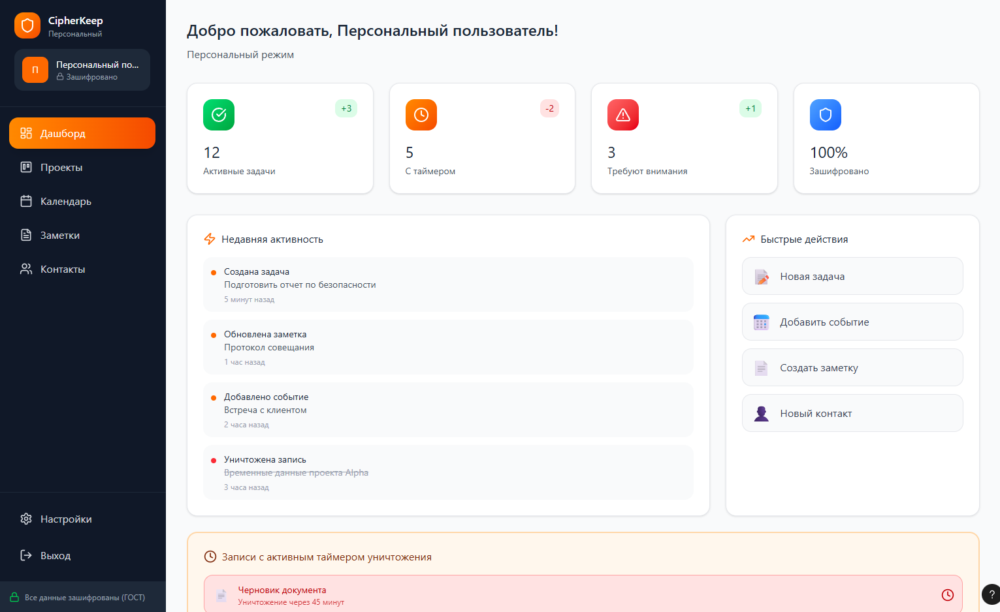 CipherKeep
Персональный
П
Персональный по...
Зашифровано
Дашборд
Проекты
Календарь
Заметки
Контакты
Настройки
Выход
Все данные зашифрованы (ГОСТ)
Добро пожаловать, Персональный пользователь!
Персональный режим
+3
12
Активные задачи
-2
5
С таймером
+1
3
Требуют внимания
100%
Зашифровано
Недавняя активность
Создана задача
Подготовить отчет по безопасности
5 минут назад
Обновлена заметка
Протокол совещания
1 час назад
Добавлено событие
Встреча с клиентом
2 часа назад
Уничтожена запись
Временные данные проекта Alpha
3 часа назад
Быстрые действия
Новая задача
Добавить событие
Создать заметку
Новый контакт
Записи с активным таймером уничтожения
Черновик документа
Уничтожение через 45 минут
?